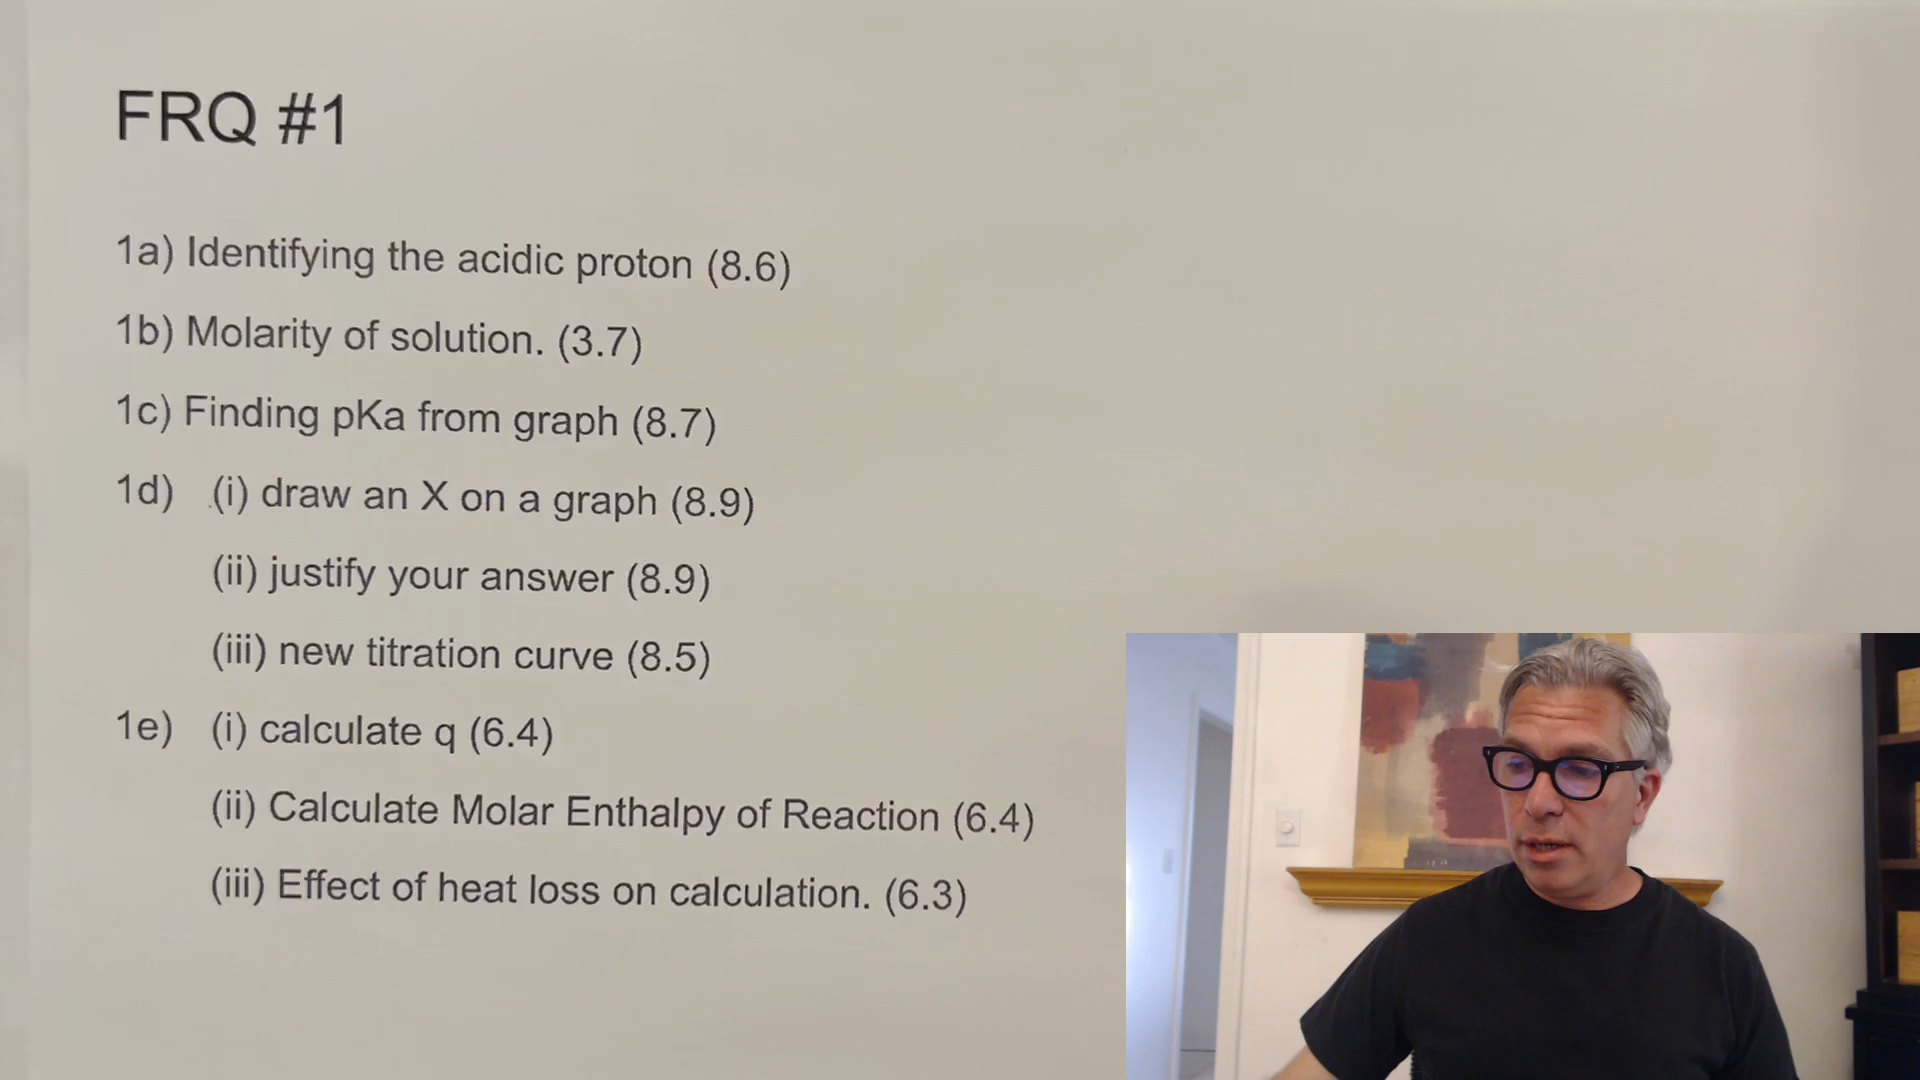 FRQ #1
1a) Identifying the acidic proton (8.6)
1b) Molarity of solution. (3.7)
1c) Finding pKa from graph (8.7)
1d) (i) draw an X on a graph (8.9)
(ii) justify your answer (8.9)
(iii) new titration curve (8.5)
1e) (i) calculate q (6.4)
(ii) Calculate Molar Enthalpy of Reaction (6.4)
(iii) Effect of heat loss on calculation. (6.3)